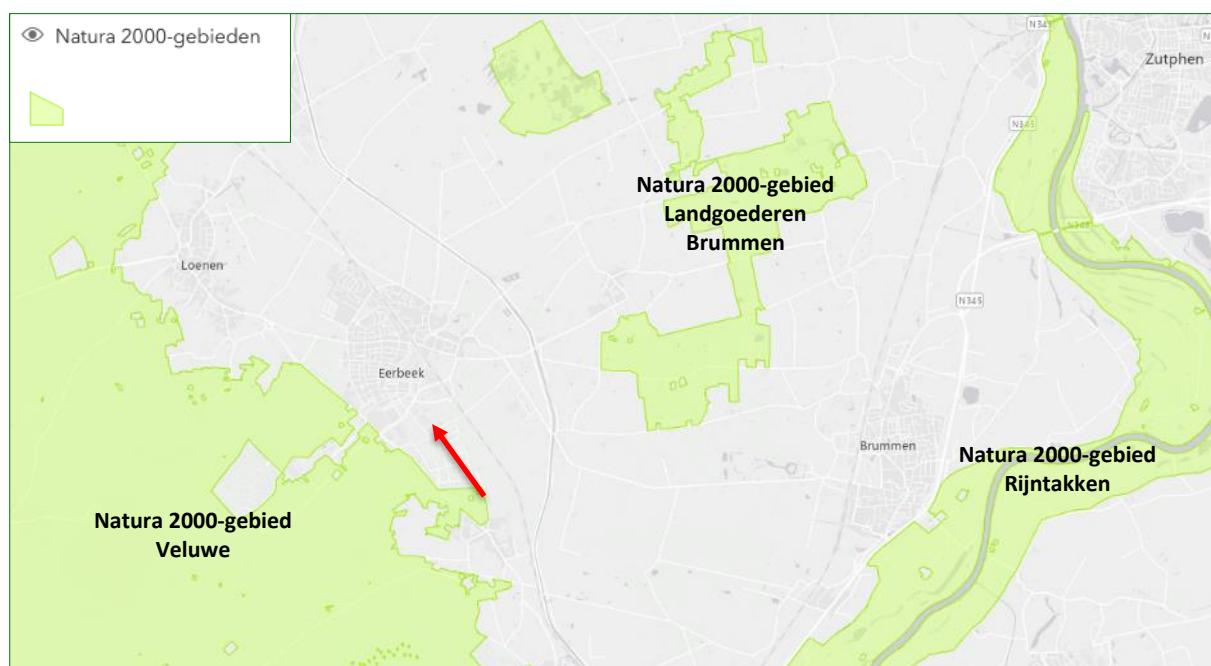 Natura 2000-gebieden
N345
Zutphen
N345
Natura 2000-gebied
Landgoederen
Brummen
N348
Loenen
N345
Eerbeek
Brummen
Natura 2000-gebied
Rijntakken
Natura 2000-gebied
Veluwe